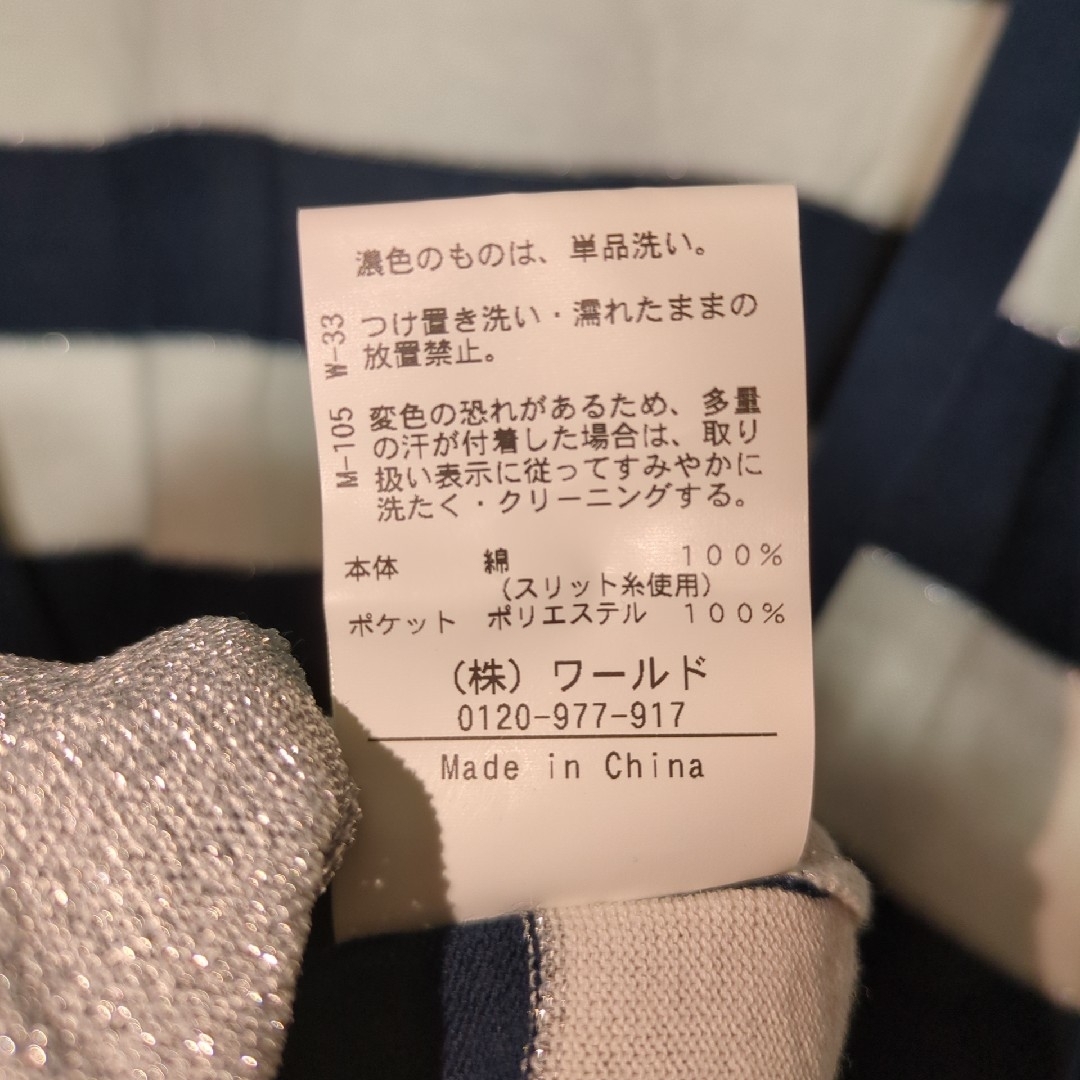 濃色のものは、単品洗い。
W-33
つけ置き洗い・濡れたままの
放置禁止。
M-105
変色の恐れがあるため、多量
の汗が付着した場合は、取り
扱い表示に従ってすみやかに
洗たく・クリーニングする。
本体 綿 100%
(スリット糸使用)
ポケット ポリエステル 100%
(株)ワールド
0120-977-917
Made in China